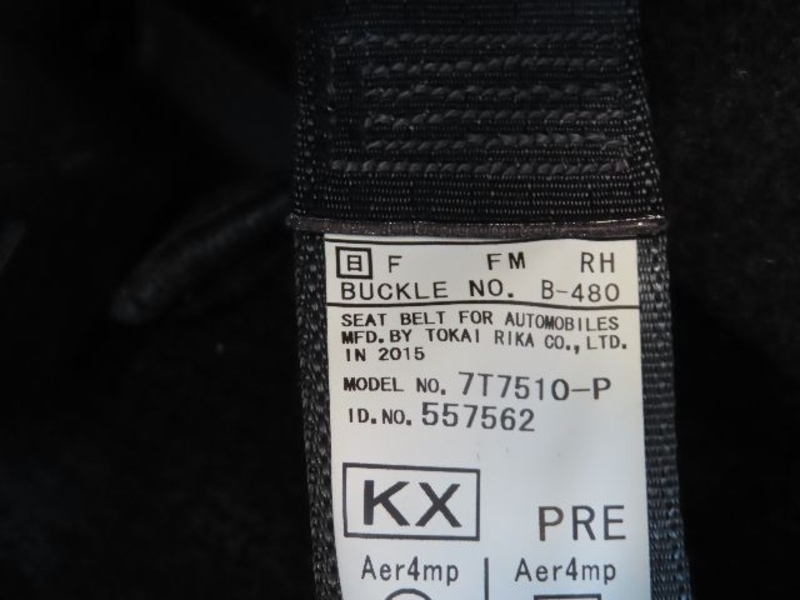 日 F FM RH
BUCKLE NO. B-480
SEAT BELT FOR AUTOMOBILES
MFD. BY TOKAI RIKA CO., LTD.
IN 2015
MODEL NO. 7T7510-P
ID. NO. 557562
KX PRE
Aer4mp Aer4mp